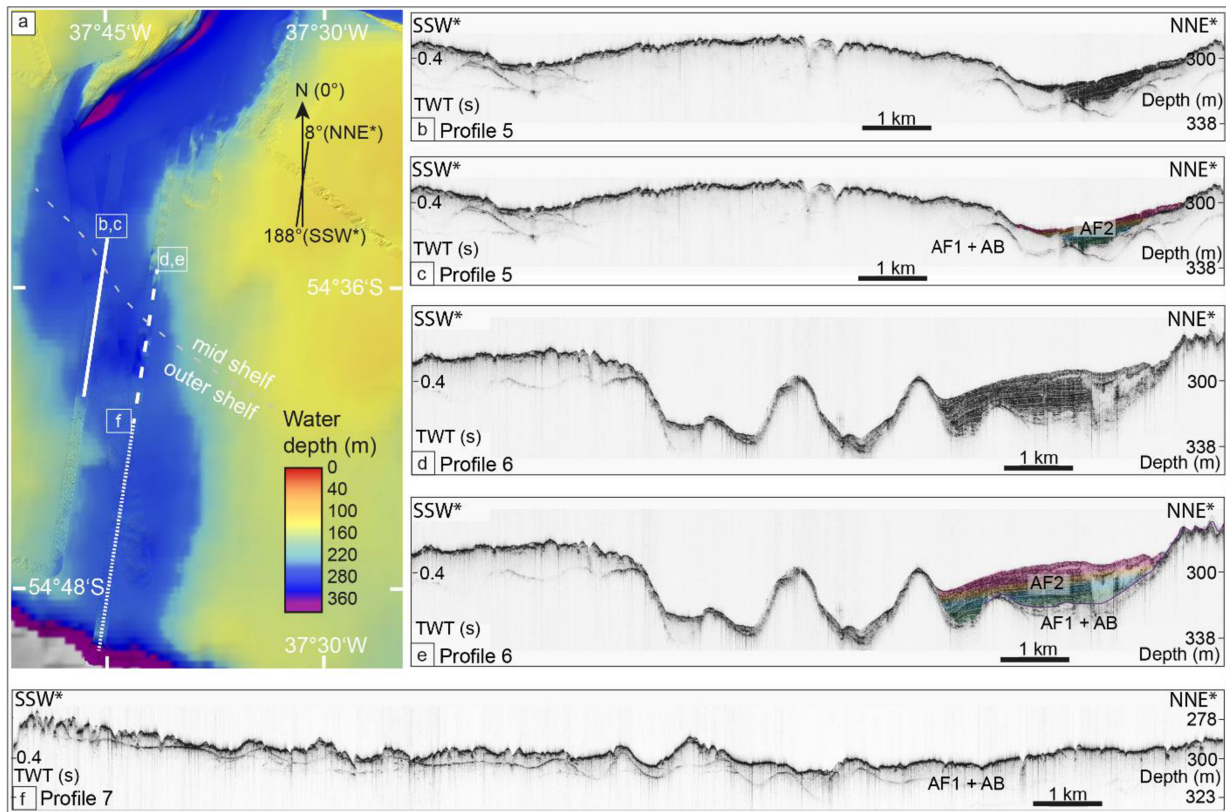 a
37°45'W
37°30'W
N (0°)
8°(NNE*)
188°(SSW*)
b,c
d,e
54°36'S
mid shelf
outer shelf
f
Water
depth (m)
0
40
100
160
220
280
360
54°48'S
37°30'W
SSW*
NNE*
0.4
300
TWT (s)
Depth (m)
1 km
338
b Profile 5
SSW*
NNE*
0.4
300
AF2
AF1 + AB
TWT (s)
Depth (m)
1 km
338
c Profile 5
SSW*
NNE*
0.4
300
TWT (s)
338
1 km
Depth (m)
d Profile 6
SSW*
NNE*
0.4
300
AF2
AF1 + AB
TWT (s)
338
1 km
Depth (m)
e Profile 6
SSW*
NNE*
278
0.4
300
TWT (s)
AF1 + AB
Depth (m)
1 km
323
f Profile 7